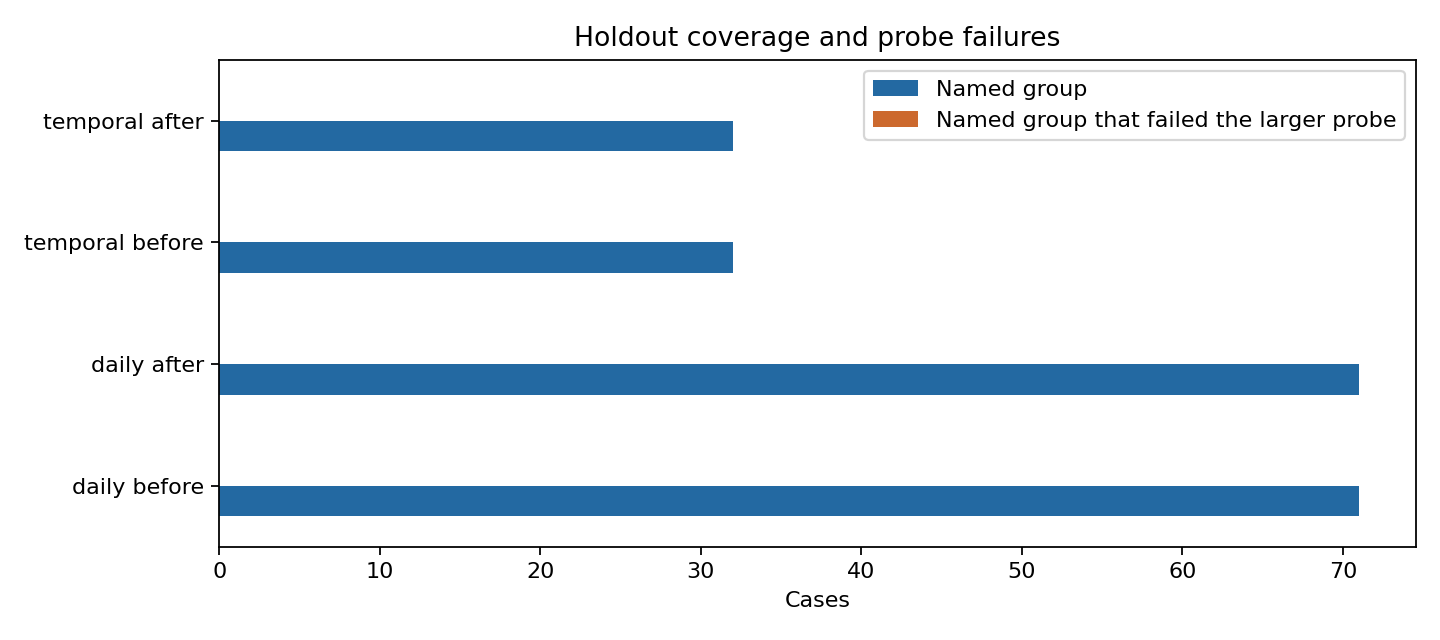 Holdout coverage and probe failures
Named group
Named group that failed the larger probe
temporal after
temporal before
daily after
daily before
0 10 20 30 40 50 60 70
Cases